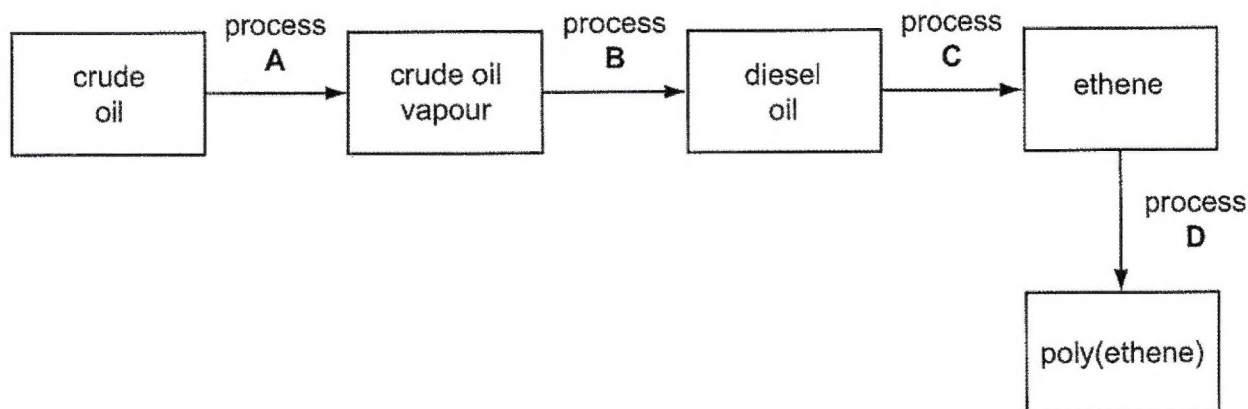 process
A
process
B
process
C
crude
oil
crude oil
vapour
diesel
oil
ethene
process
D
poly(ethene)